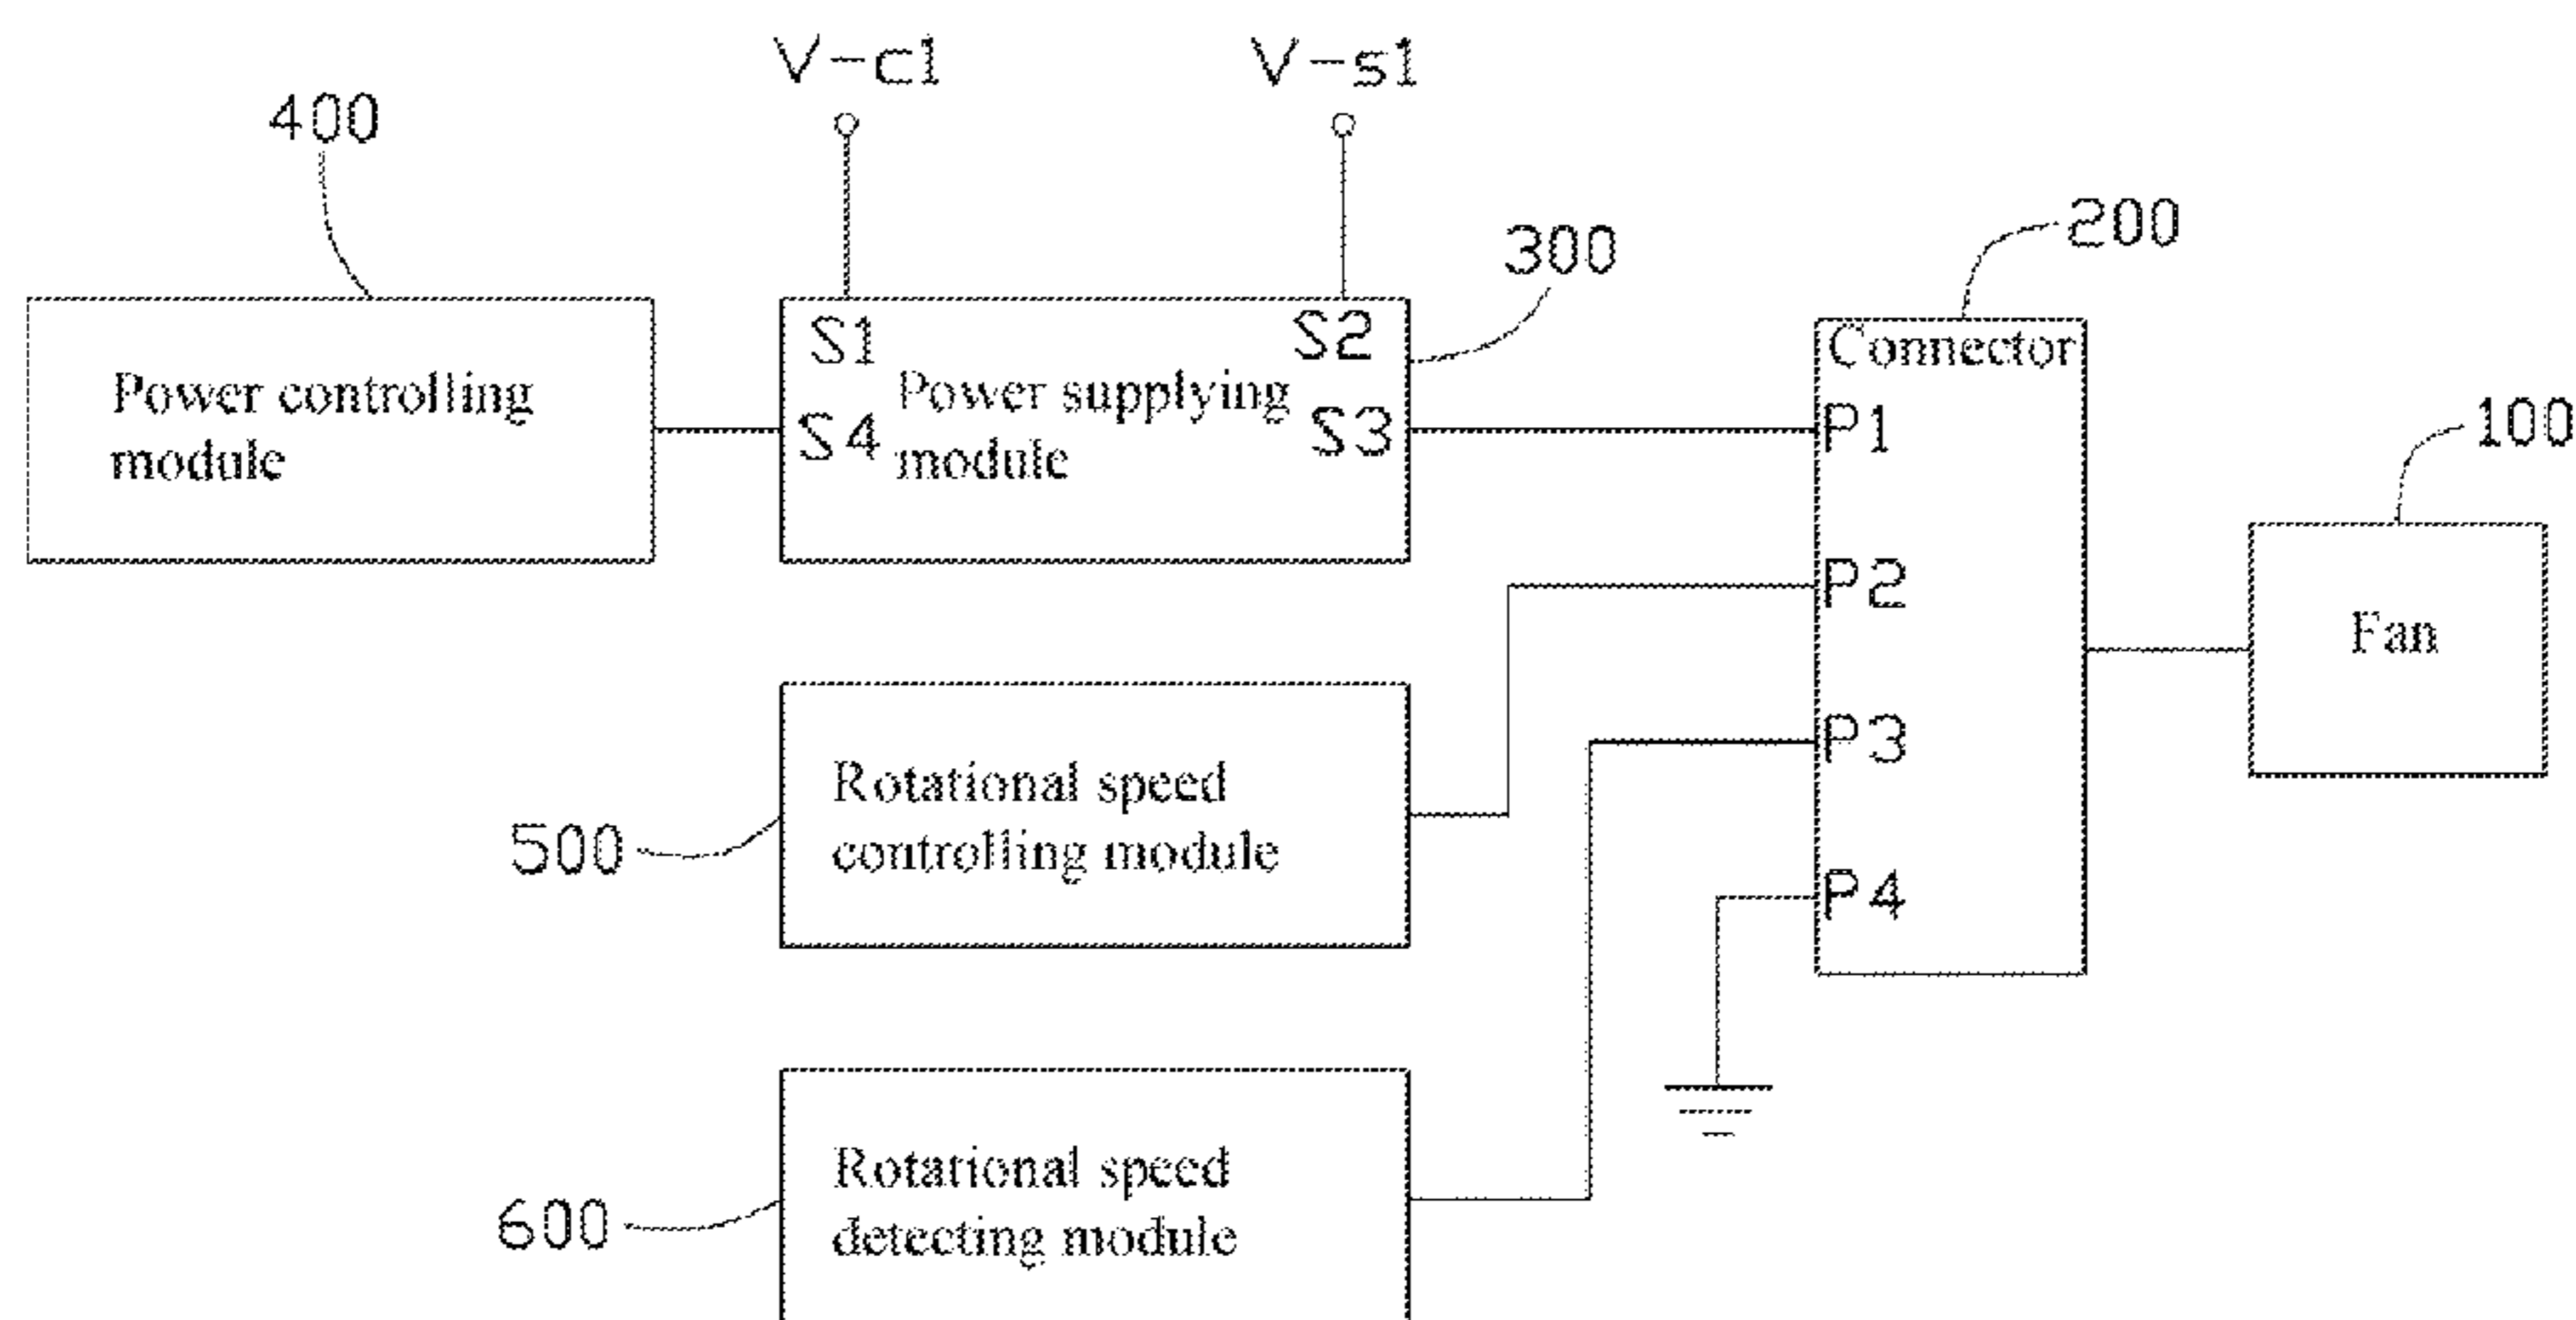 V-c1
V-s1
400
200
300
S1
S2
Connector
Power controlling
module
Power supplying
module
S4
S3
P1
100
P2
Fan
P3
Rotational speed
controlling module
500
P4
Rotational speed
detecting module
600